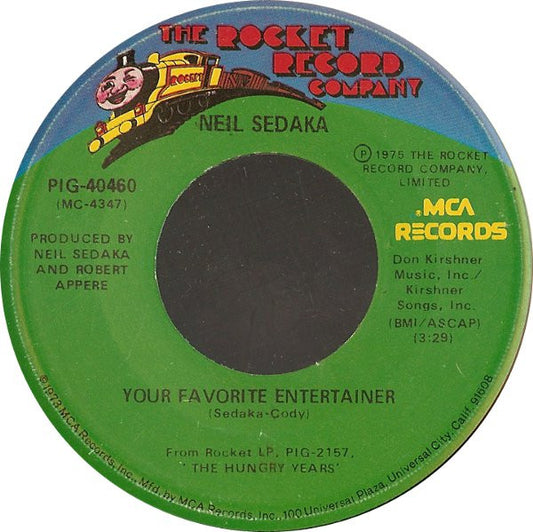 THE ROCKET
RECORD
COMPANY
ROCKET
NEIL SEDAKA
PIG-40460
(MC-4347)
Ⓟ 1975 THE ROCKET
RECORD COMPANY,
LIMITED
MCA
RECORDS
PRODUCED BY
NEIL SEDAKA
AND ROBERT
APPERE
Don Kirshner
Music, Inc./
Kirshner
Songs, Inc.
(BMI/ASCAP)
(3:29)
YOUR FAVORITE ENTERTAINER
(Sedaka-Cody)
From Rocket LP, PIG-2157,
'THE HUNGRY YEARS'
©1973 MCA Records, Inc., Mfd. by MCA Records, Inc., 100 Universal Plaza, Universal City, Calif. 91608